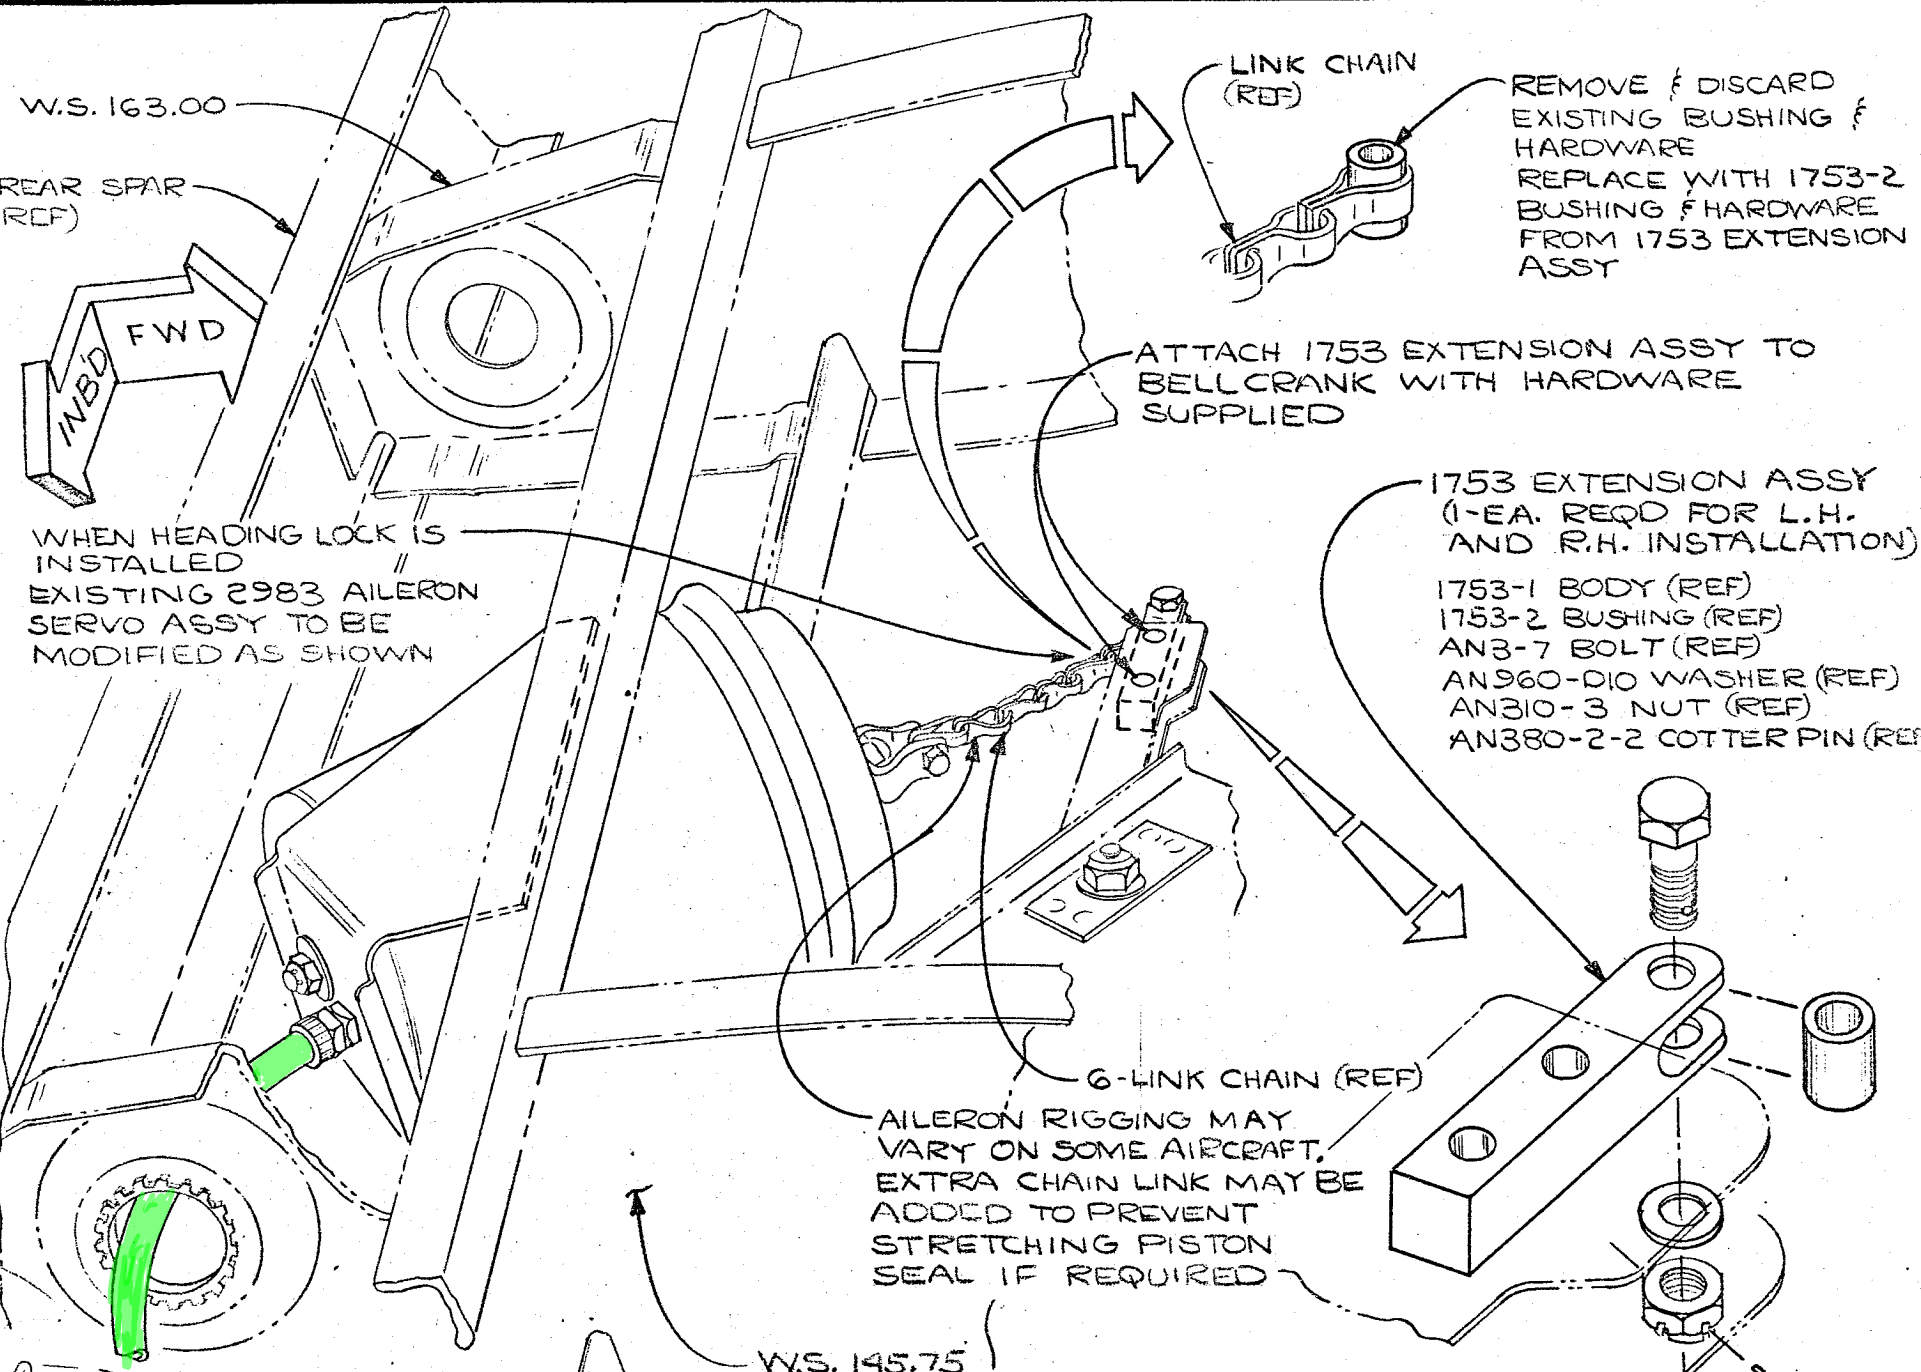 W.S. 163.00
REAR SPAR
(REF)
FWD
INB'D
LINK CHAIN
(REF)
REMOVE & DISCARD
EXISTING BUSHING &
HARDWARE
REPLACE WITH 1753-2
BUSHING & HARDWARE
FROM 1753 EXTENSION
ASSY
ATTACH 1753 EXTENSION ASSY TO
BELLCRANK WITH HARDWARE
SUPPLIED
WHEN HEADING LOCK IS
INSTALLED
EXISTING 2983 AILERON
SERVO ASSY TO BE
MODIFIED AS SHOWN
1753 EXTENSION ASSY
(1-EA. REQD FOR L.H.
AND R.H. INSTALLATION)
1753-1 BODY (REF)
1753-2 BUSHING (REF)
AN3-7 BOLT (REF)
AN960-D10 WASHER (REF)
AN310-3 NUT (REF)
AN380-2-2 COTTER PIN (REF
6-LINK CHAIN (REF)
AILERON RIGGING MAY
VARY ON SOME AIRCRAFT.
EXTRA CHAIN LINK MAY BE
ADDED TO PREVENT
STRETCHING PISTON
SEAL IF REQUIRED
W.S. 145.75